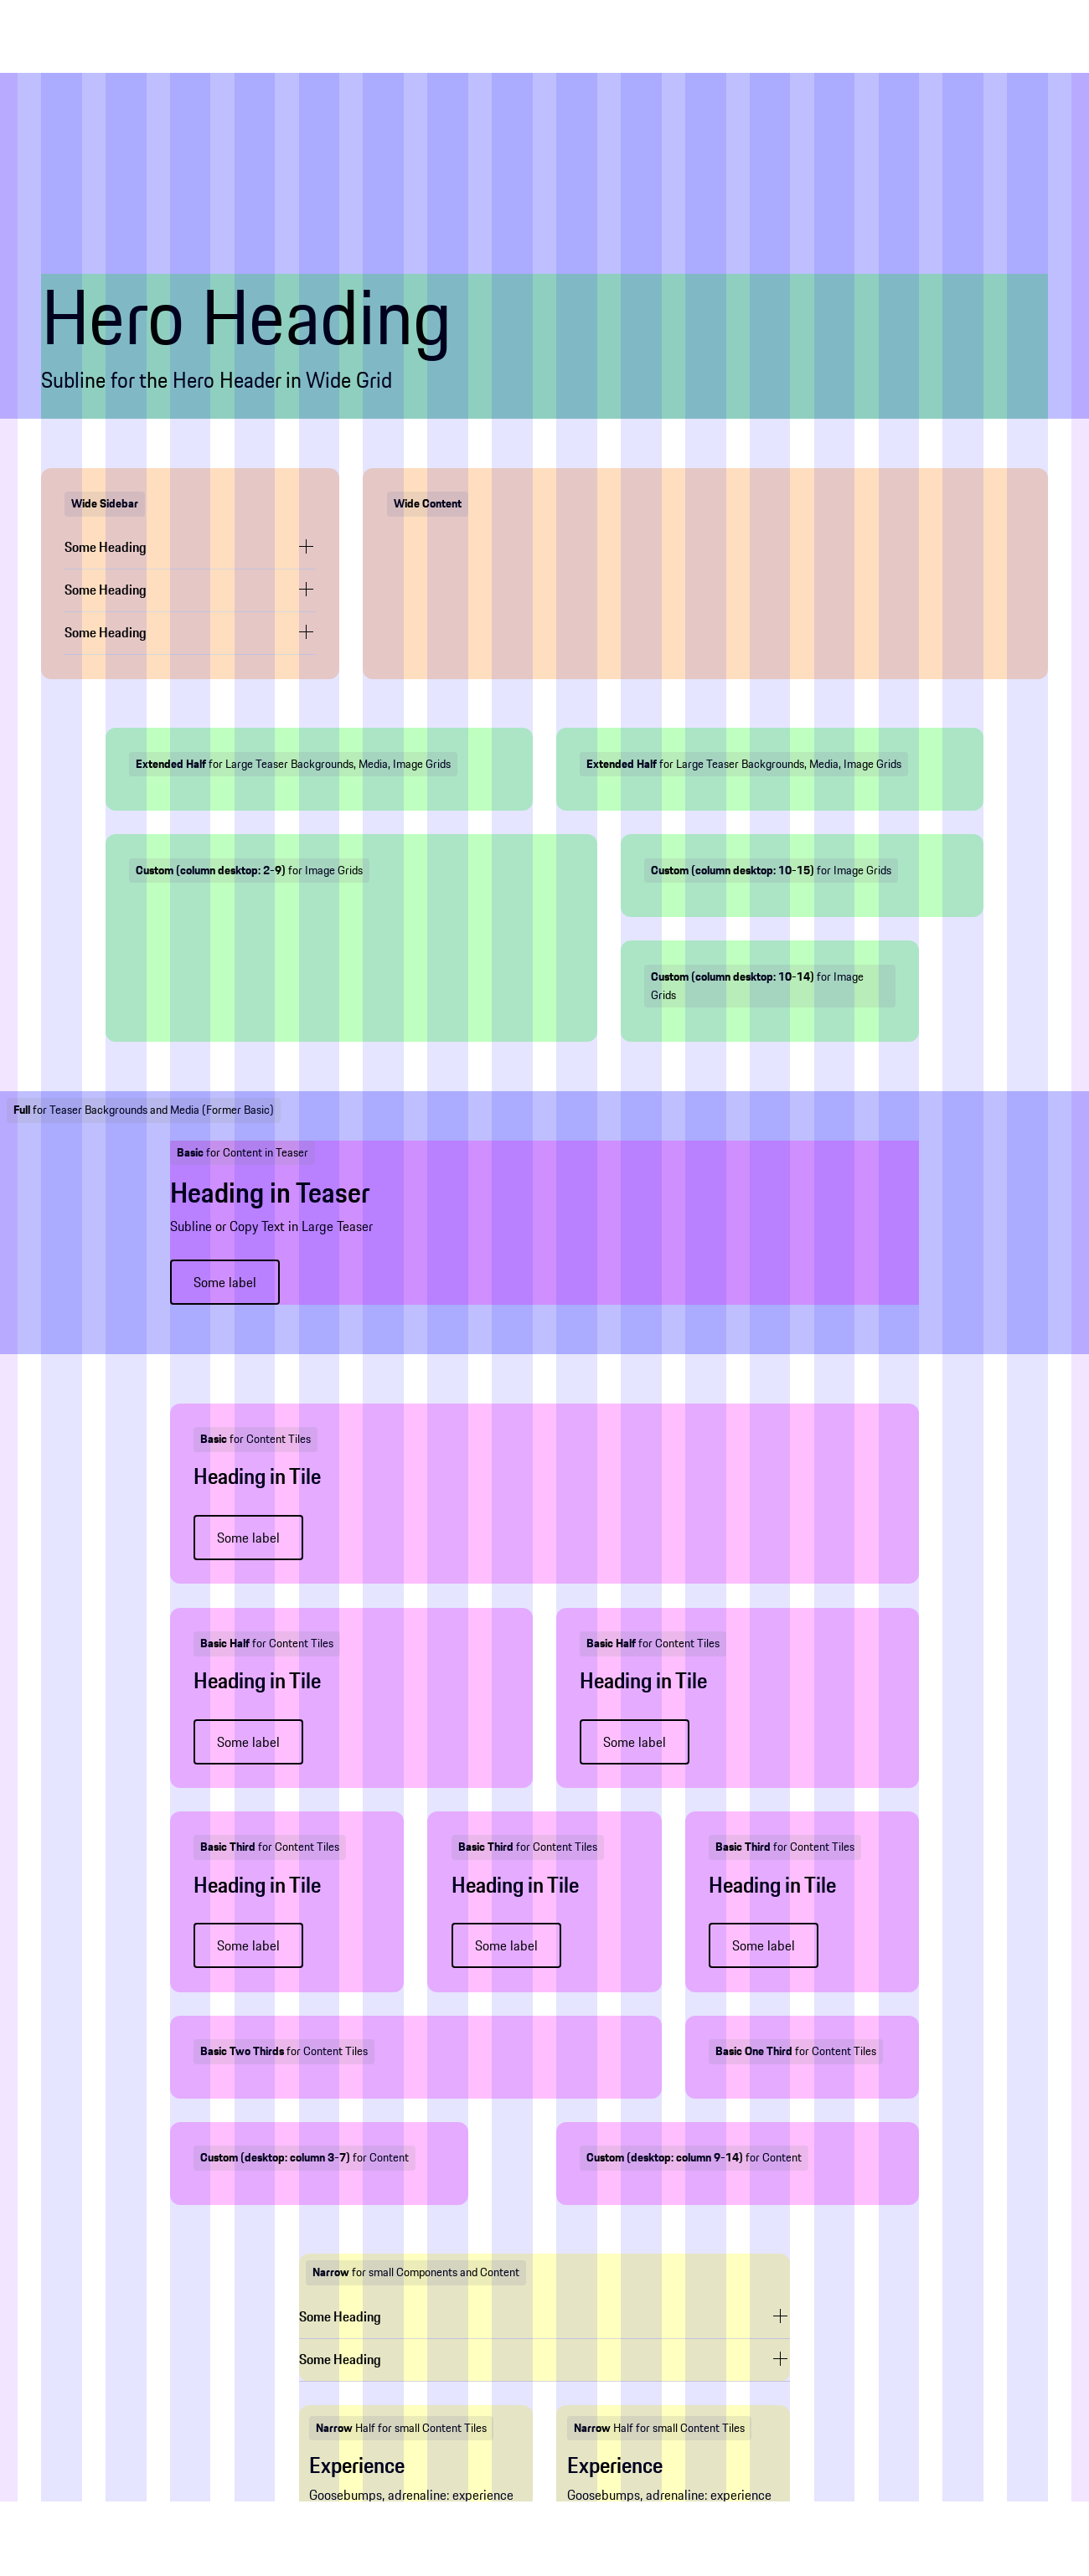 Hero Heading
Subline for the Hero Header in Wide Grid
Wide Sidebar
Some Heading
Some Heading
Some Heading
Wide Content
Extended Half for Large Teaser Backgrounds, Media, Image Grids
Extended Half for Large Teaser Backgrounds, Media, Image Grids
Custom (column desktop: 2-9) for Image Grids
Custom (column desktop: 10-15) for Image Grids
Custom (column desktop: 10-14) for Image
Grids
Full for Teaser Backgrounds and Media (Former Basic)
Basic for Content in Teaser
Heading in Teaser
Subline or Copy Text in Large Teaser
Some label
Basic for Content Tiles
Heading in Tile
Some label
Basic Half for Content Tiles
Heading in Tile
Some label
Basic Half for Content Tiles
Heading in Tile
Some label
Basic Third for Content Tiles
Heading in Tile
Some label
Basic Third for Content Tiles
Heading in Tile
Some label
Basic Third for Content Tiles
Heading in Tile
Some label
Basic Two Thirds for Content Tiles
Basic One Third for Content Tiles
Custom (desktop: column 3-7) for Content
Custom (desktop: column 9-14) for Content
Narrow for small Components and Content
Some Heading
Some Heading
Narrow Half for small Content Tiles
Experience
Goosebumps, adrenaline: experience
Narrow Half for small Content Tiles
Experience
Goosebumps, adrenaline: experience